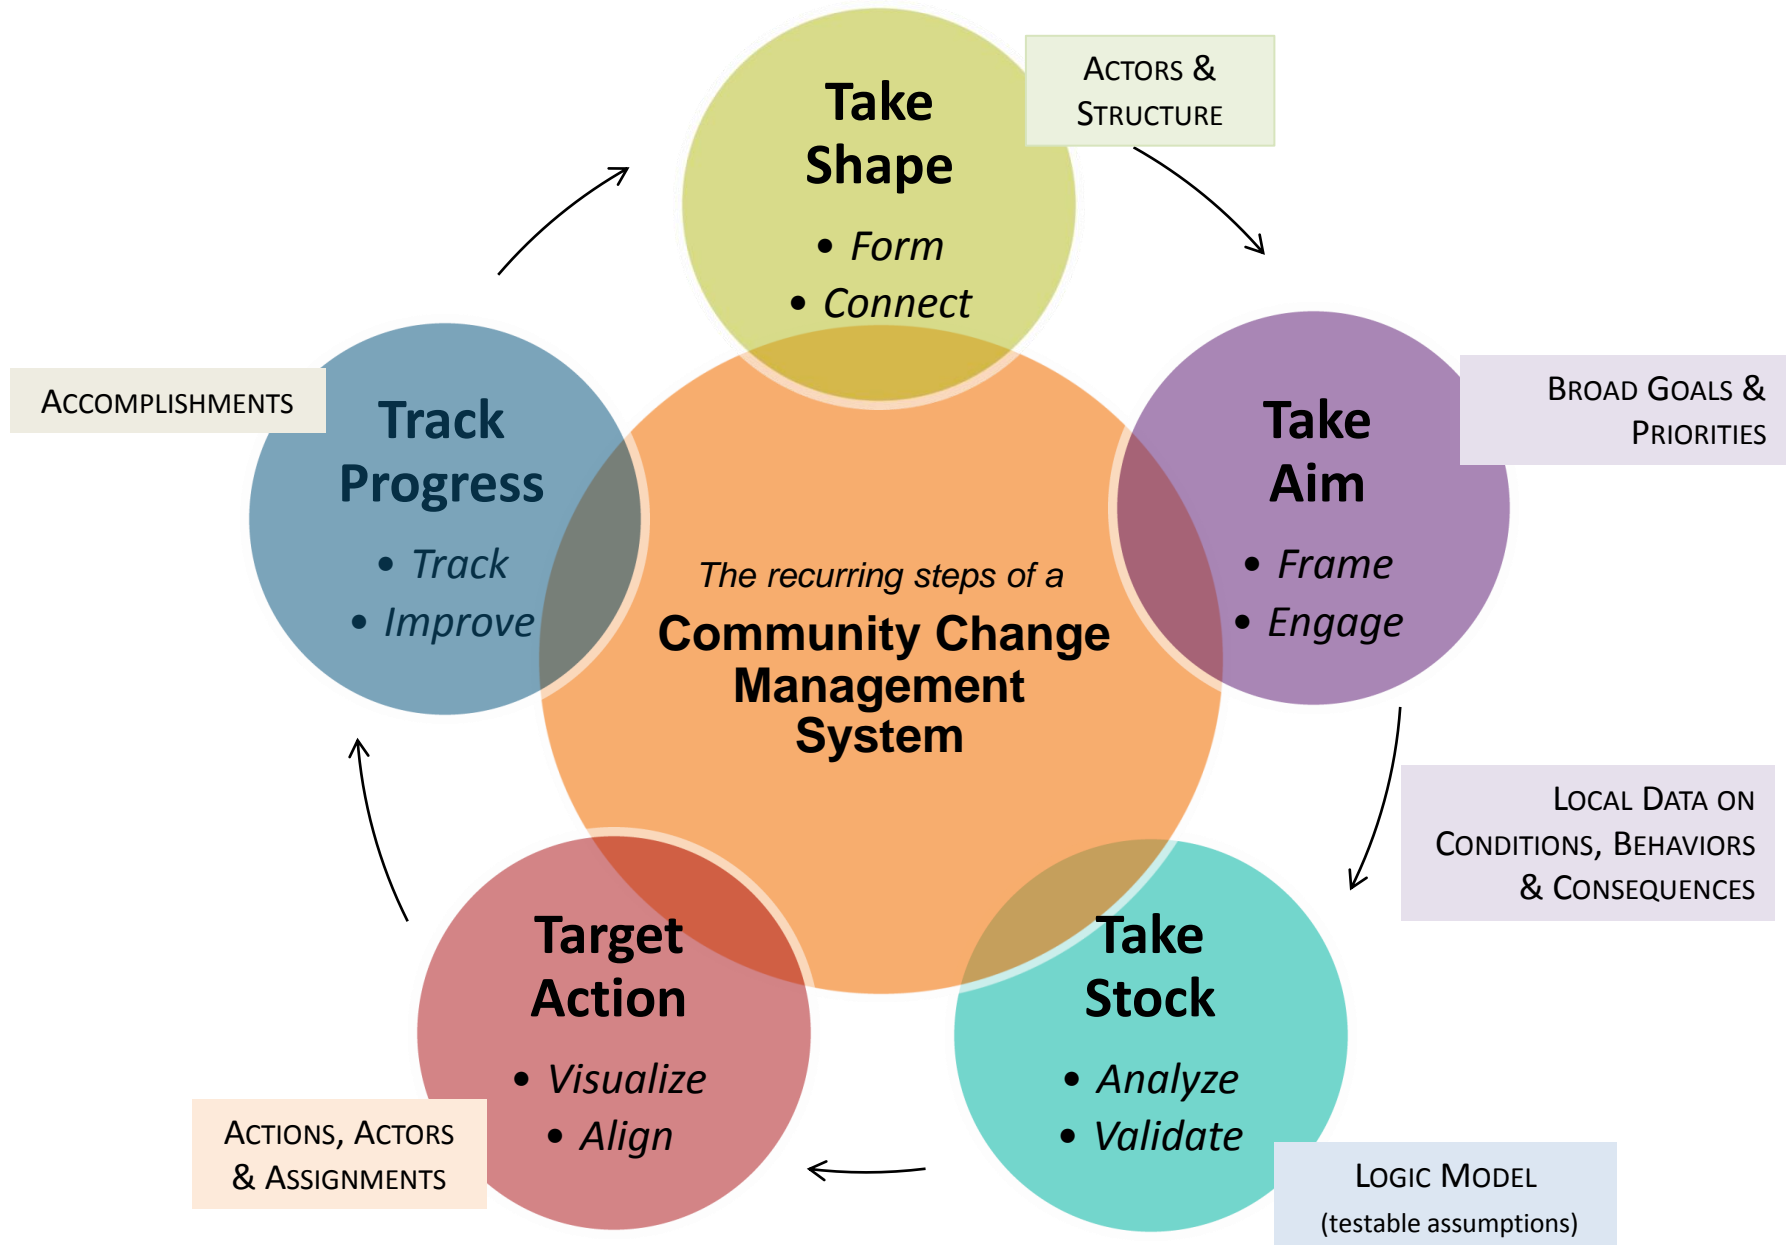 Take
Shape
• Form
• Connect
ACTORS &
STRUCTURE
Take
Aim
• Frame
• Engage
BROAD GOALS &
PRIORITIES
LOCAL DATA ON
CONDITIONS, BEHAVIORS
& CONSEQUENCES
Take
Stock
• Analyze
• Validate
LOGIC MODEL
(testable assumptions)
Target
Action
• Visualize
• Align
ACTIONS, ACTORS
& ASSIGNMENTS
Track
Progress
• Track
• Improve
ACCOMPLISHMENTS
The recurring steps of a
Community Change
Management
System